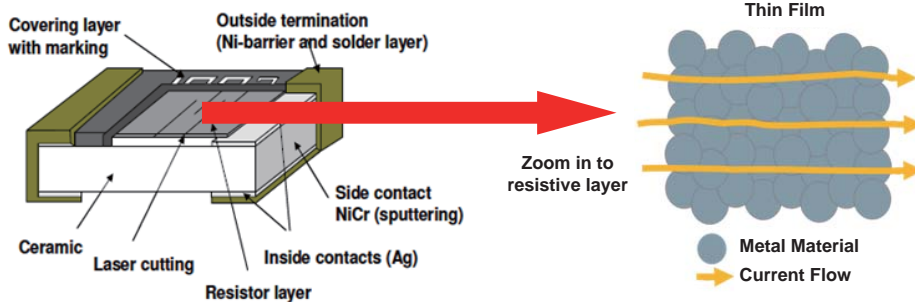 Covering layer
with marking
Outside termination
(Ni-barrier and solder layer)
Thin Film
Zoom in to
resistive layer
Side contact
NiCr (sputtering)
Ceramic
Laser cutting
Inside contacts (Ag)
Resistor layer
Metal Material
Current Flow